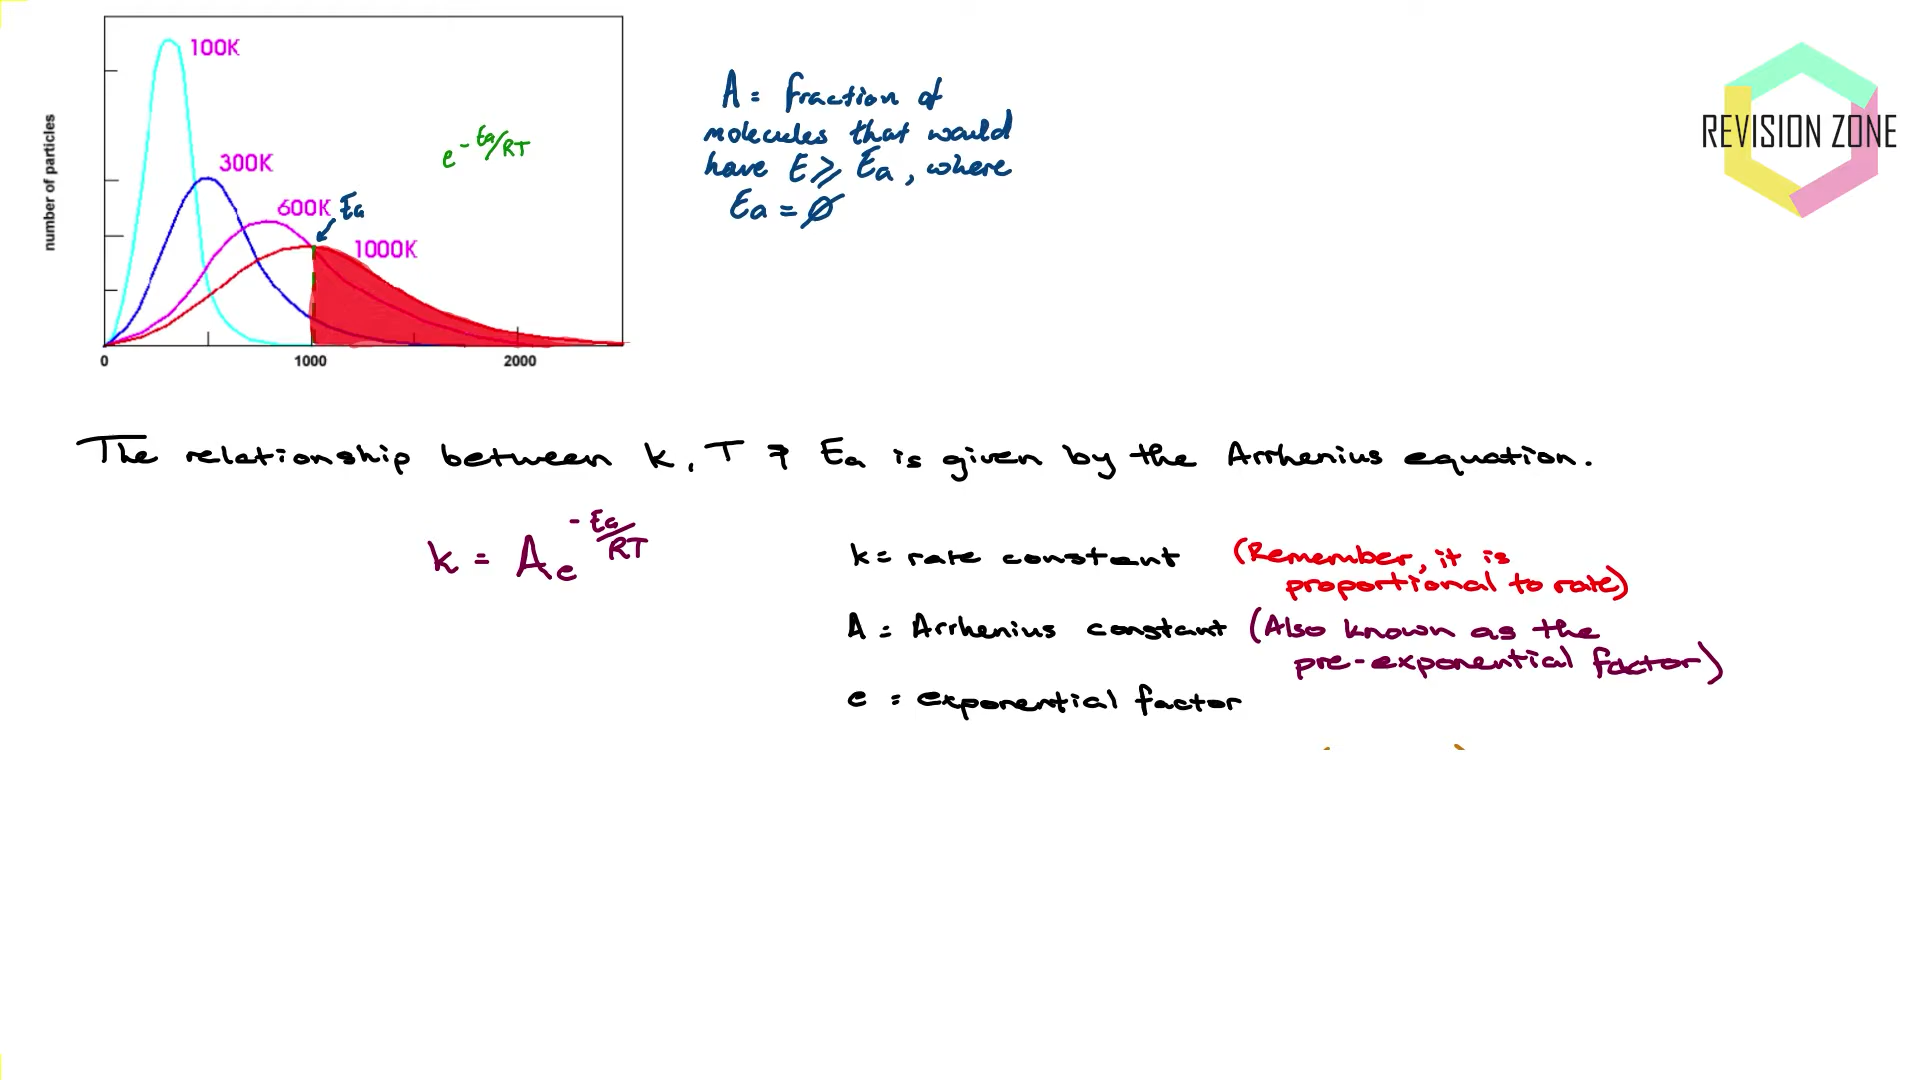 100K
300K
600K
Ea
1000K
e^-Ea/RT
number of particles
0 1000 2000
A = fraction of
molecules that would
have E ⩾ Ea, where
Ea = ∅
REVISION ZONE
The relationship between k, T & Ea is given by the Arrhenius equation.
k = Ae^-Ea/RT
k = rate constant (Remember, it is
proportional to rate)
A = Arrhenius constant (Also known as the
pre-exponential factor)
e = exponential factor